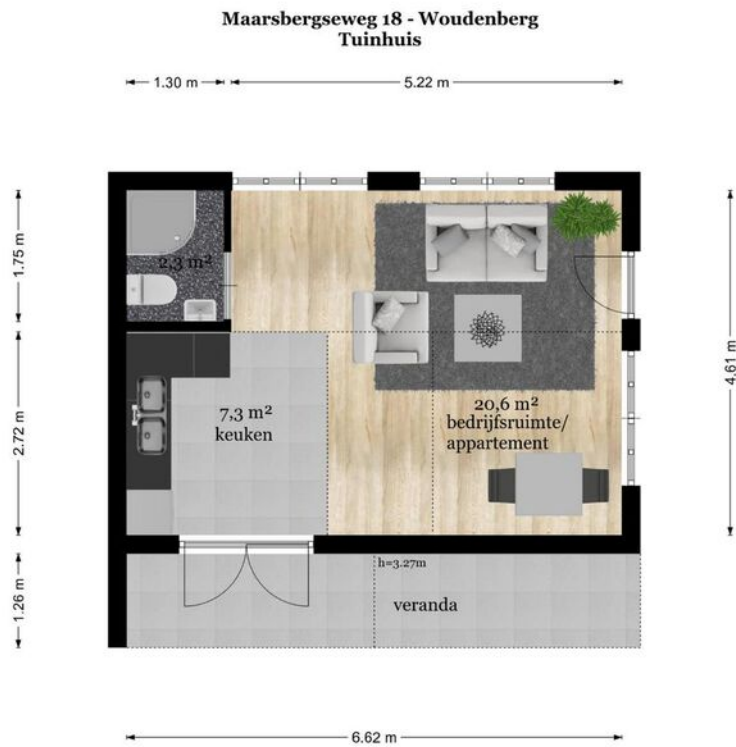 Maarsbergseweg 18 - Woudenberg
Tuinhuis
1.30 m
5.22 m
1.75 m
2,3 m²
4.61 m
2.72 m
7,3 m²
keuken
20,6 m²
bedrijfsruimte/
appartement
1.26 m
h=3.27m
veranda
6.62 m